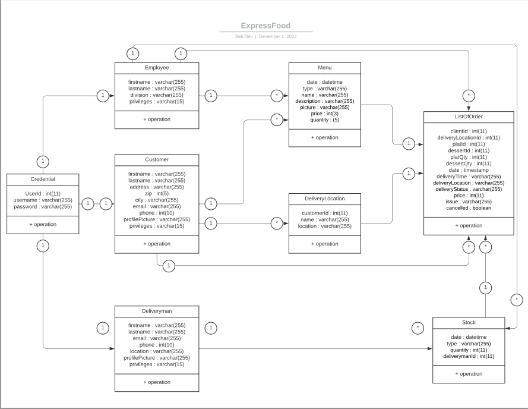 ExpressFood
1
1
Employee
firstname : varchar(255)
lastname : varchar(255)
division : varchar(255)
privileges : varchar(15)
+ operation
1
*
Menu
date : datetime
type : varchar(255)
name : varchar(255)
description : varchar(255)
picture : varchar(255)
price : int(3)
quantity : (5)
+ operation
*
ListOfOrder
clientId : int(11)
deliveryLocationId : int(11)
platId : int(11)
dessertId : int(11)
platQty : int(11)
dessertQty : int(11)
date : timestamp
deliveryTime : varchar(255)
deliveryLocation : varchar(255)
deliveryStatus : varchar(255)
price : int(11)
issue : varchar(255)
cancelled : boolean
+ operation
1
1
1
*
Credential
UserId : int(11)
username : varchar(255)
password : varchar(255)
+ operation
1
1
1
Customer
firstname : varchar(255)
lastname : varchar(255)
address : varchar(255)
zip : int(5)
city : varchar(255)
email : varchar(255)
phone : int(10)
profilePicture : varchar(255)
privileges : varchar(15)
+ operation
1
1
*
DeliveryLocation
customerId : int(11)
name : varchar(255)
location : varchar(255)
+ operation
1
1
*
*
1
*
Deliveryman
firstname : varchar(255)
lastname : varchar(255)
email : varchar(255)
phone : int(10)
location : varchar(255)
profilePicture : varchar(255)
privileges : varchar(15)
+ operation
1
1
*
Stock
date : datetime
type : varchar(255)
quantity : int(11)
deliverymanId : int(11)
+ operation